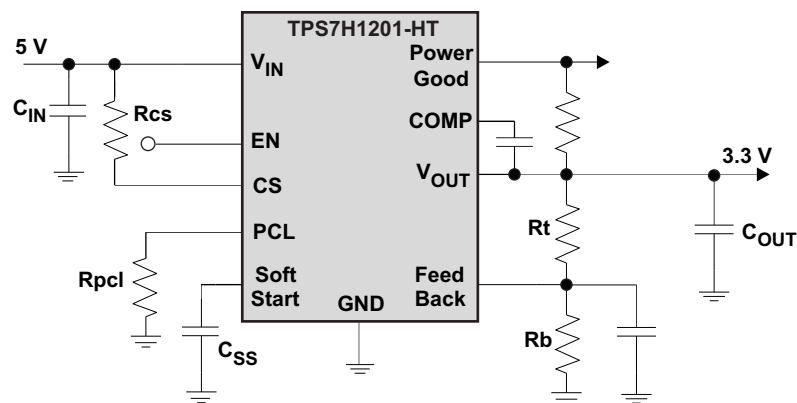 TPS7H1201-HT
5 V
V_IN
Power
Good
C_IN
Rcs
COMP
EN
V_OUT
3.3 V
CS
PCL
Rt
C_OUT
Rpcl
Soft
Start
Feed
Back
GND
C_SS
Rb